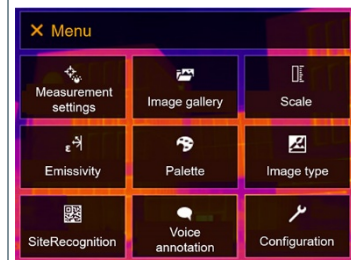 Menu
Measurement
settings
Image gallery
Scale
ε
Emissivity
Palette
Image type
SiteRecognition
Voice
annotation
Configuration